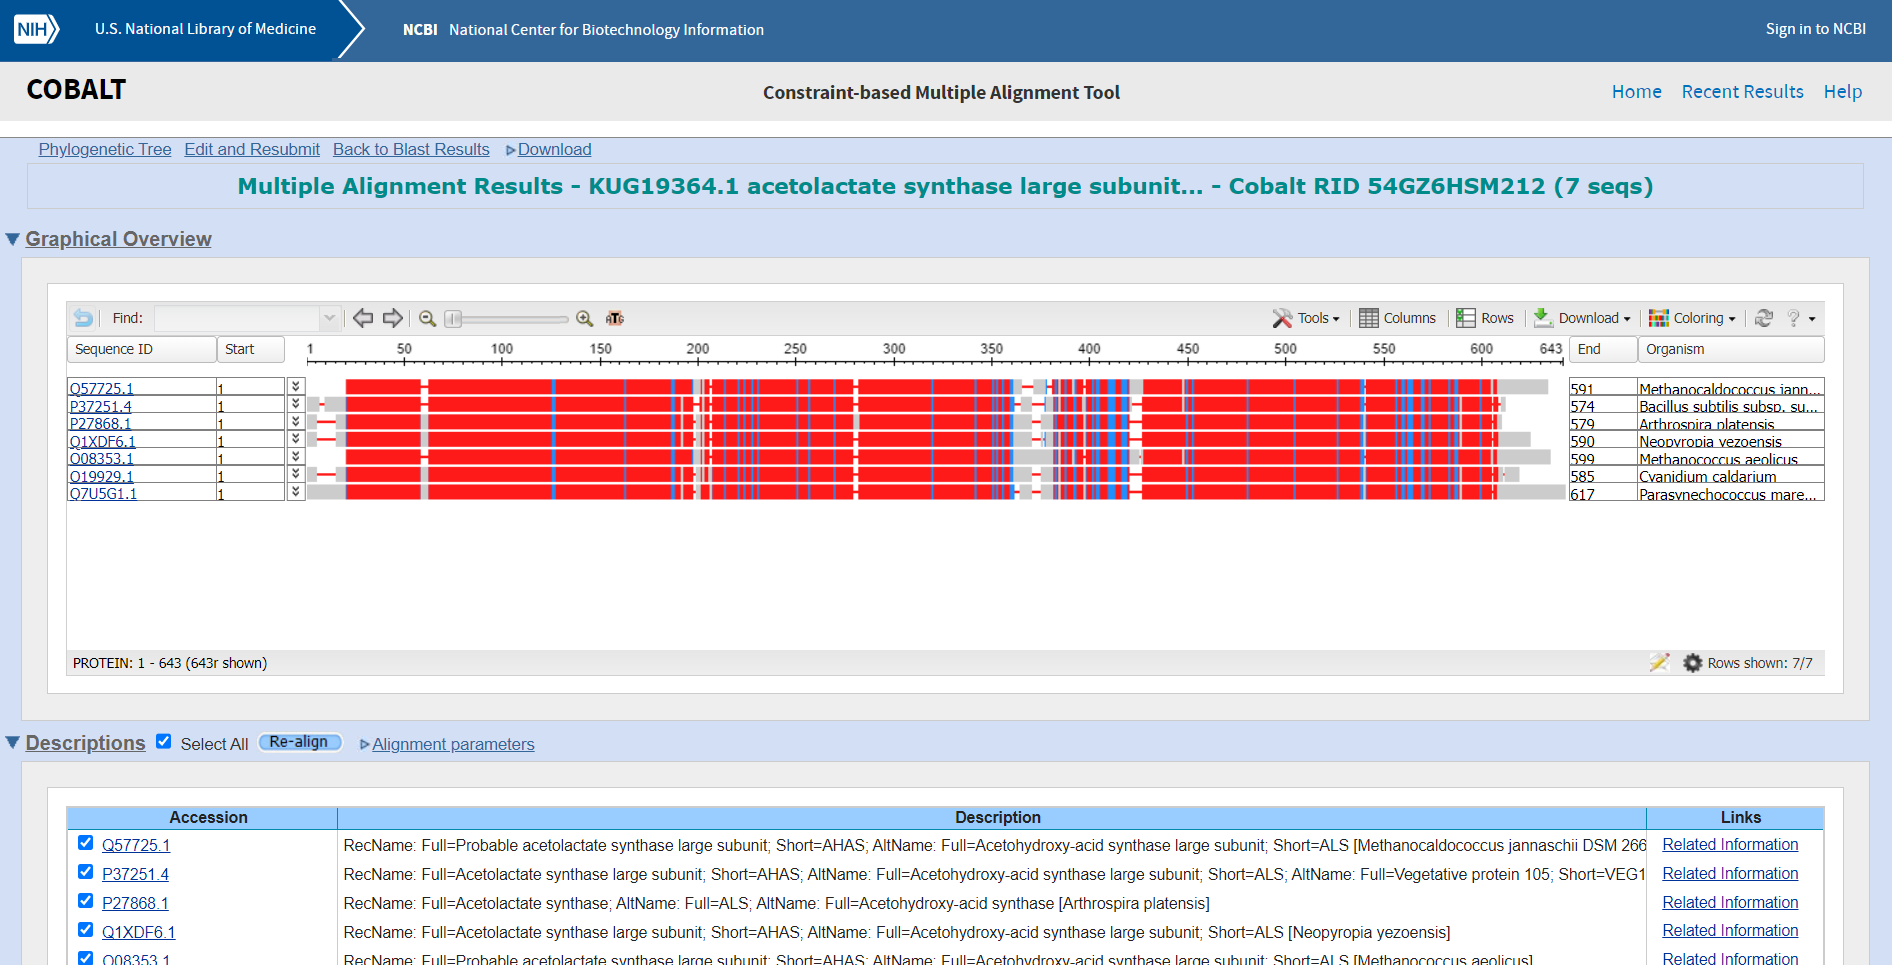 NIH U.S. National Library of Medicine NCBI National Center for Biotechnology Information Sign in to NCBI
COBALT Constraint-based Multiple Alignment Tool Home Recent Results Help
Phylogenetic Tree Edit and Resubmit Back to Blast Results Download
Multiple Alignment Results - KUG19364.1 acetolactate synthase large subunit... - Cobalt RID 54GZ6HSM212 (7 seqs)
Graphical Overview
Find: ATG Tools Columns Rows Download Coloring ?
Sequence ID Start 1 50 100 150 200 250 300 350 400 450 500 550 600 643 End Organism
Q57725.1 1 591 Methanocaldococcus jann...
P37251.4 1 574 Bacillus subtilis subsp. su...
P27868.1 1 579 Arthrospira platensis
Q1XDF6.1 1 590 Neopyropia yezoensis
O08353.1 1 599 Methanococcus aeolicus
O19929.1 1 585 Cyanidium caldarium
Q7U5G1.1 1 617 Parasynechococcus mare...
PROTEIN: 1 - 643 (643r shown) Rows shown: 7/7
Descriptions Select All Re-align Alignment parameters
Accession Description Links
Q57725.1 RecName: Full=Probable acetolactate synthase large subunit; Short=AHAS; AltName: Full=Acetohydroxy-acid synthase large subunit; Short=ALS [Methanocaldococcus jannaschii DSM 266 Related Information
P37251.4 RecName: Full=Acetolactate synthase large subunit; Short=AHAS; AltName: Full=Acetohydroxy-acid synthase large subunit; Short=ALS; AltName: Full=Vegetative protein 105; Short=VEG1 Related Information
P27868.1 RecName: Full=Acetolactate synthase; AltName: Full=ALS; AltName: Full=Acetohydroxy-acid synthase [Arthrospira platensis] Related Information
Q1XDF6.1 RecName: Full=Acetolactate synthase large subunit; Short=AHAS; AltName: Full=Acetohydroxy-acid synthase large subunit; Short=ALS [Neopyropia yezoensis] Related Information
O08353.1 RecName: Full=Probable acetolactate synthase large subunit; Short=AHAS; AltName: Full=Acetohydroxy-acid synthase large subunit; Short=ALS [Methanococcus aeolicus] Related Information